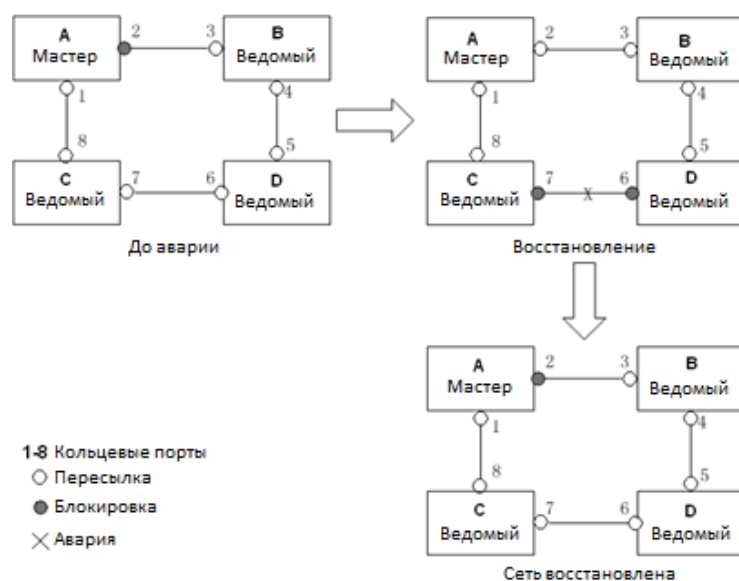 A
Мастер
2
3
B
Ведомый
1
4
8
5
C
Ведомый
7
6
D
Ведомый
До аварии
A
Мастер
2
3
B
Ведомый
1
4
8
5
C
Ведомый
7
6
X
D
Ведомый
Восстановление
A
Мастер
2
3
B
Ведомый
1
4
8
5
C
Ведомый
7
6
D
Ведомый
Сеть восстановлена
1-8 Кольцевые порты
Пересылка
Блокировка
Авария